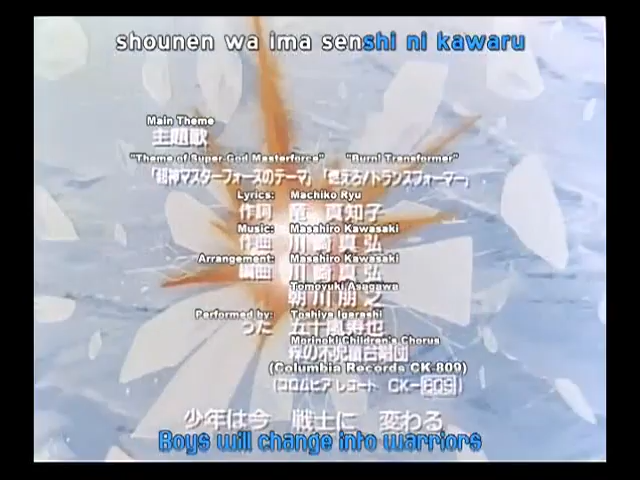 shounen wa ima senshi ni kawaru
Main Theme
主題歌
"Theme of Super-God Masterforce" "Burn! Transformer"
「超神マスターフォースのテーマ」「燃えろ!トランスフォーマー」
Lyrics: Machiko Ryu
作詞 竜 真知子
Music: Masahiro Kawasaki
作曲 川崎真弘
Arrangement: Masahiro Kawasaki
編曲 川崎真弘
Tomoyuki Asagawa
朝川朋之
Performed by: Toshiya Igarashi
うた 五十嵐寿也
Morinoki Children's Chorus
森の木児童合唱団
(Columbia Records CK-809)
(コロムビア レコード CK-809)
少年は今 戦士に 変わる
Boys will change into warriors